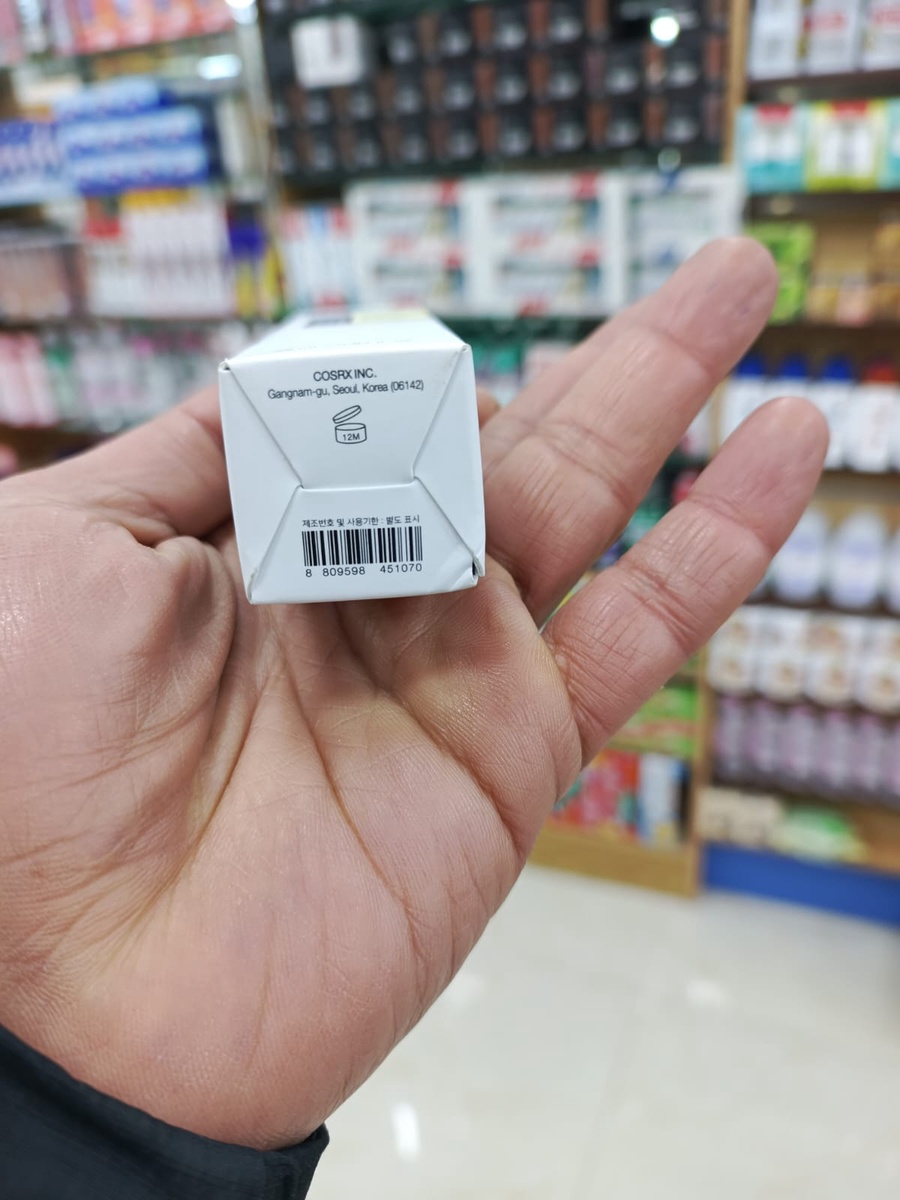 COSRX INC.
Gangnam-gu, Seoul, Korea (06142)
12M
제조번호 및 사용기한 : 별도 표시
8 809598 451070